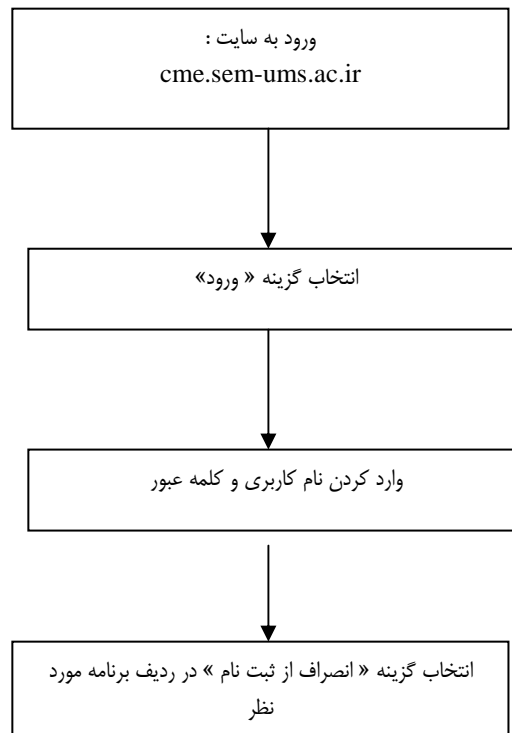 ورود به سایت :
cme.sem-ums.ac.ir
انتخاب گزینه « ورود»
وارد کردن نام کاربری و کلمه عبور
انتخاب گزینه « انصراف از ثبت نام » در ردیف برنامه مورد
نظر